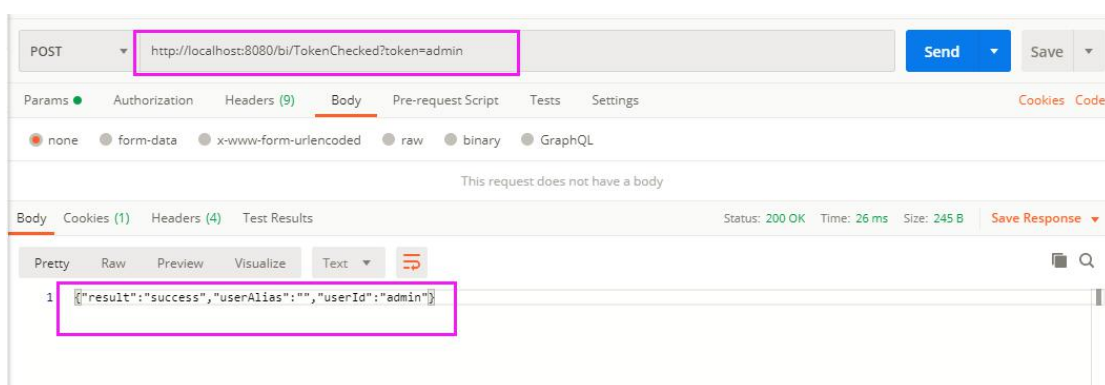 POST http://localhost:8080/bi/TokenChecked?token=admin Send Save
Params Authorization Headers (9) Body Pre-request Script Tests Settings Cookies Code
none form-data x-www-form-urlencoded raw binary GraphQL
This request does not have a body
Body Cookies (1) Headers (4) Test Results Status: 200 OK Time: 26 ms Size: 245 B Save Response
Pretty Raw Preview Visualize Text
1 {"result":"success","userAlias":"","userId":"admin"}